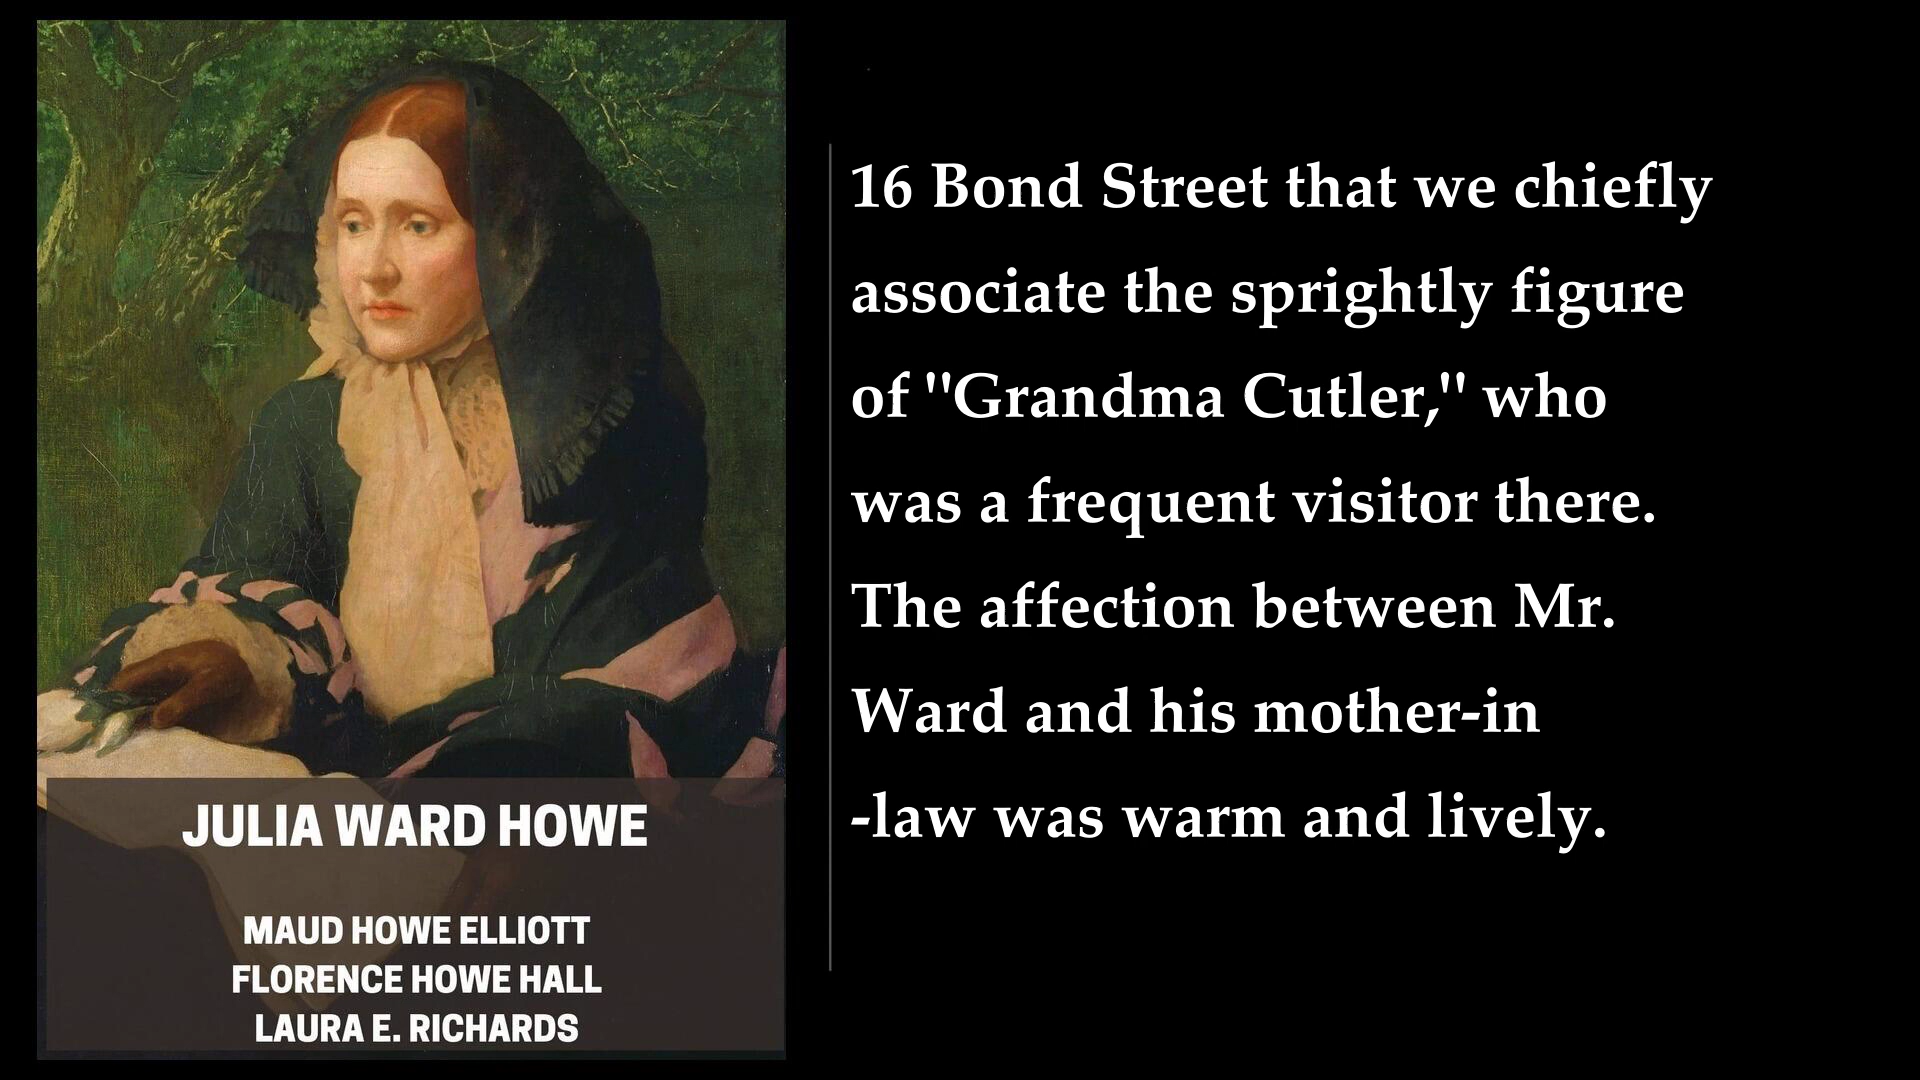 JULIA WARD HOWE
MAUD HOWE ELLIOTT
FLORENCE HOWE HALL
LAURA E. RICHARDS
16 Bond Street that we chiefly
associate the sprightly figure
of "Grandma Cutler," who
was a frequent visitor there.
The affection between Mr.
Ward and his mother-in
-law was warm and lively.